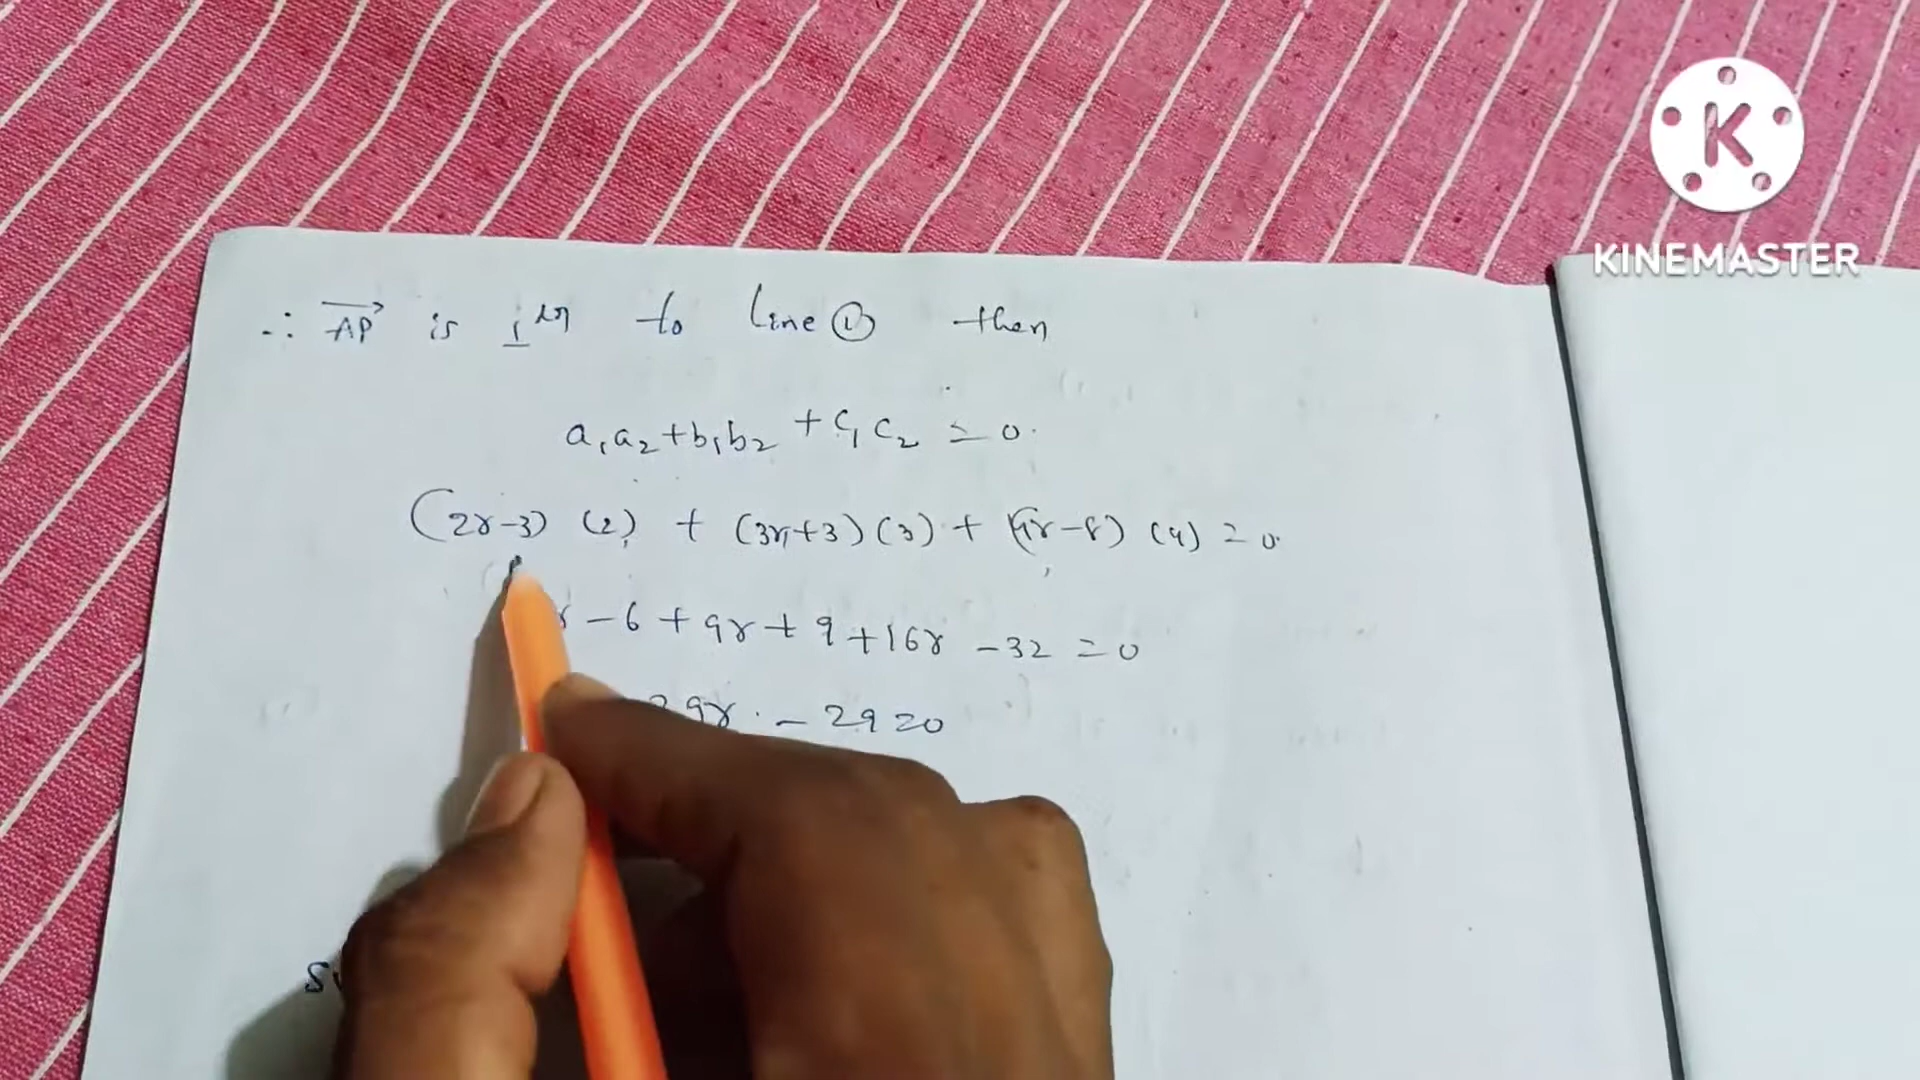 KINEMASTER
∴ AP is ⊥ly to line ① then
a₁a₂+b₁b₂ + c₁c₂ = 0.
(2r-3) (2) + (3r+3) (3) + (4r-8) (4) = 0.
r - 6 + 9r + 9 + 16r - 32 = 0
29r - 29 = 0